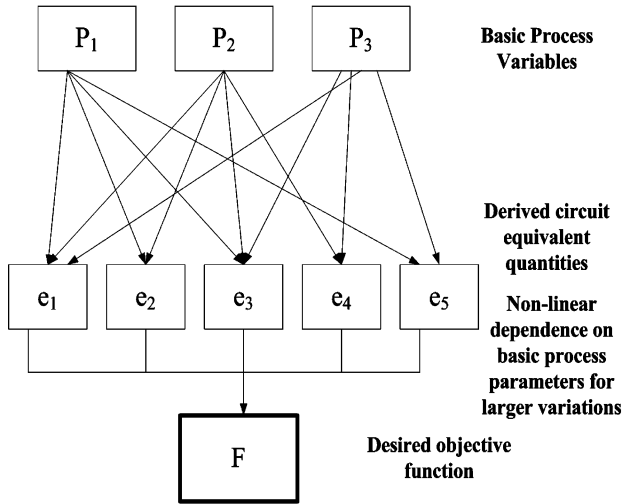 P1
P2
P3
Basic Process
Variables
Derived circuit
equivalent
quantities
e1
e2
e3
e4
e5
Non-linear
dependence on
basic process
parameters for
larger variations
F
Desired objective
function